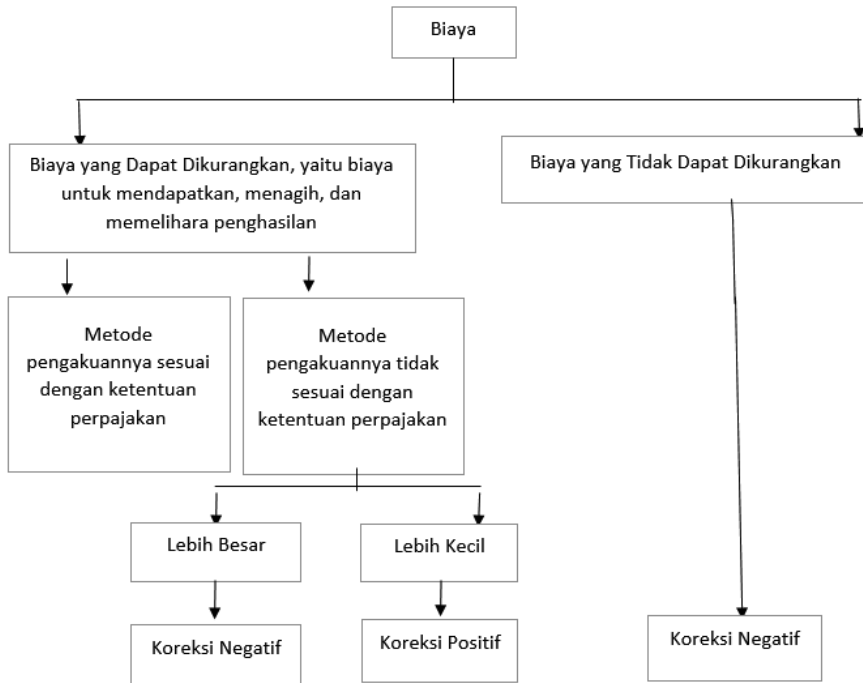 Biaya
Biaya yang Dapat Dikurangkan, yaitu biaya
untuk mendapatkan, menagih, dan
memelihara penghasilan
Biaya yang Tidak Dapat Dikurangkan
Metode
pengakuannya sesuai
dengan ketentuan
perpajakan
Metode
pengakuannya tidak
sesuai dengan
ketentuan perpajakan
Lebih Besar
Lebih Kecil
Koreksi Negatif
Koreksi Positif
Koreksi Negatif